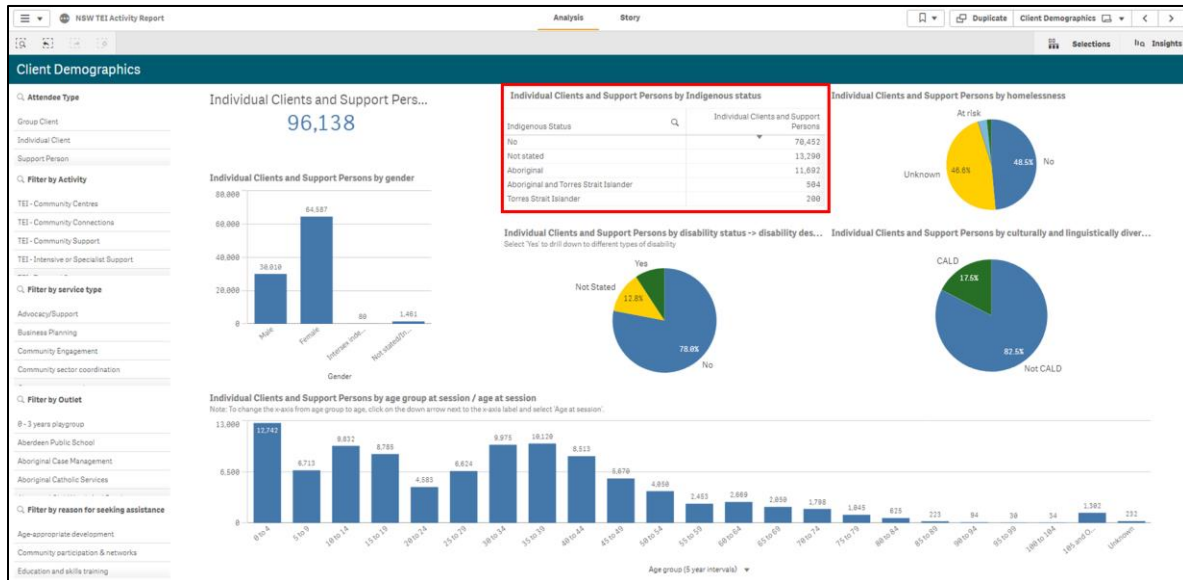 NSW TEI Activity Report
Analysis
Story
Duplicate
Client Demographics
Selections
Insights
Client Demographics
Attendee Type
Group Client
Individual Client
Support Person
Filter by Activity
TEI - Community Centres
TEI - Community Connections
TEI - Community Support
TEI - Intensive or Specialist Support
Filter by service type
Advocacy/Support
Business Planning
Community Engagement
Community sector coordination
Filter by Outlet
0 - 3 years playgroup
Aberdeen Public School
Aboriginal Case Management
Aboriginal Catholic Services
Filter by reason for seeking assistance
Age-appropriate development
Community participation & networks
Education and skills training
Individual Clients and Support Pers...
96,138
Individual Clients and Support Persons by gender
80,000
60,000
40,000
20,000
0
30,010
64,587
80
1,461
Male
Female
Intersex inde...
Not stated/In...
Gender
Individual Clients and Support Persons by Indigenous status
Indigenous Status
Individual Clients and Support
Persons
No 70,452
Not stated 13,290
Aboriginal 11,692
Aboriginal and Torres Strait Islander 504
Torres Strait Islander 200
Individual Clients and Support Persons by homelessness
At risk
Unknown
46.6%
48.5%
No
Individual Clients and Support Persons by disability status -> disability des...
Select 'Yes' to drill down to different types of disability
Yes
Not Stated
12.8%
78.0%
No
Individual Clients and Support Persons by culturally and linguistically diver...
CALD
17.5%
82.5%
Not CALD
Individual Clients and Support Persons by age group at session / age at session
Note: To change the x-axis from age group to age, click on the down arrow next to the x-axis label and select 'Age at session'.
13,000
6,500
0
12,742
6,713
4,583
6,624
9,975
10,120
8,513
5,670
4,050
2,453
1,045
223
30
1,302
232
0 to 4
5 to 9
10 to 14
15 to 19
20 to 24
25 to 29
30 to 34
35 to 39
40 to 44
45 to 49
50 to 54
55 to 59
60 to 64
65 to 69
70 to 74
75 to 79
80 to 84
85 to 89
90 to 94
95 to 99
100 to 104
105 and O...
Unknown
Age group (5 year intervals)